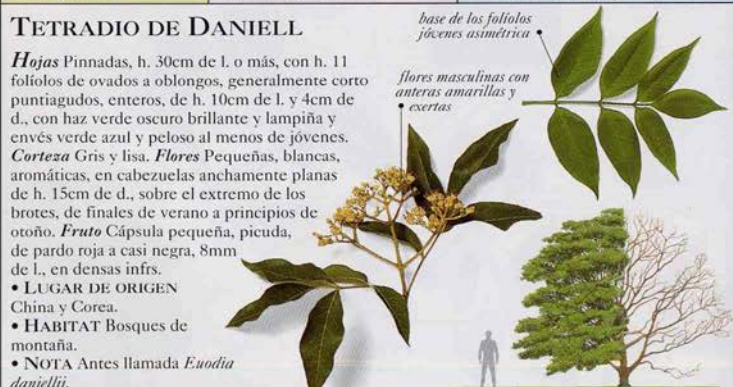 TETRADIO DE DANIELL
Hojas Pinnadas, h. 30cm de l. o más, con h. 11
folíolos de ovados a oblongos, generalmente corto
puntiagudos, enteros, de h. 10cm de l. y 4cm de
d., con haz verde oscuro brillante y lampiña y
envés verde azul y peloso al menos de jóvenes.
Corteza Gris y lisa. Flores Pequeñas, blancas,
aromáticas, en cabezuelas anchamente planas
de h. 15cm de d., sobre el extremo de los
brotes, de finales de verano a principios de
otoño. Fruto Cápsula pequeña, picuda,
de pardo roja a casi negra, 8mm
de l., en densas infrs.
• LUGAR DE ORIGEN
China y Corea.
• HABITAT Bosques de
montaña.
• NOTA Antes llamada Euodia
daniellii.
base de los folíolos
jóvenes asimétrica
flores masculinas con
anteras amarillas y
exertas